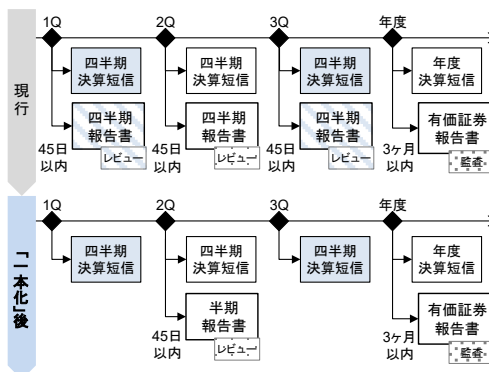 1Q 2Q 3Q 年度
現行
四半期
決算短信
四半期
決算短信
四半期
決算短信
年度
決算短信
四半期
報告書
レビュー
45日
以内
四半期
報告書
レビュー
45日
以内
四半期
報告書
レビュー
45日
以内
有価証券
報告書
監査
3ヶ月
以内
1Q 2Q 3Q 年度
「一本化」後
四半期
決算短信
四半期
決算短信
四半期
決算短信
年度
決算短信
半期
報告書
レビュー
45日
以内
有価証券
報告書
監査
3ヶ月
以内